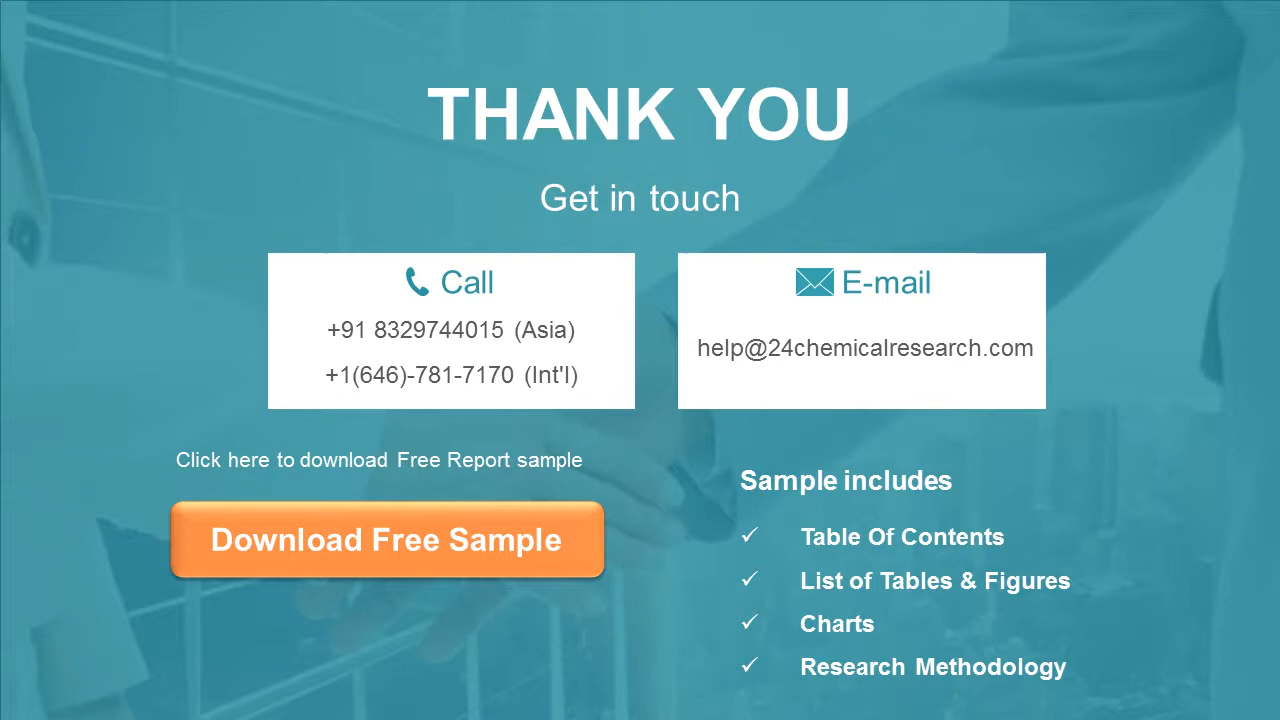 THANK YOU
Get in touch
Call
+91 8329744015 (Asia)
+1(646)-781-7170 (Int'l)
E-mail
help@24chemicalresearch.com
Click here to download Free Report sample
Download Free Sample
Sample includes
✓ Table Of Contents
✓ List of Tables & Figures
✓ Charts
✓ Research Methodology